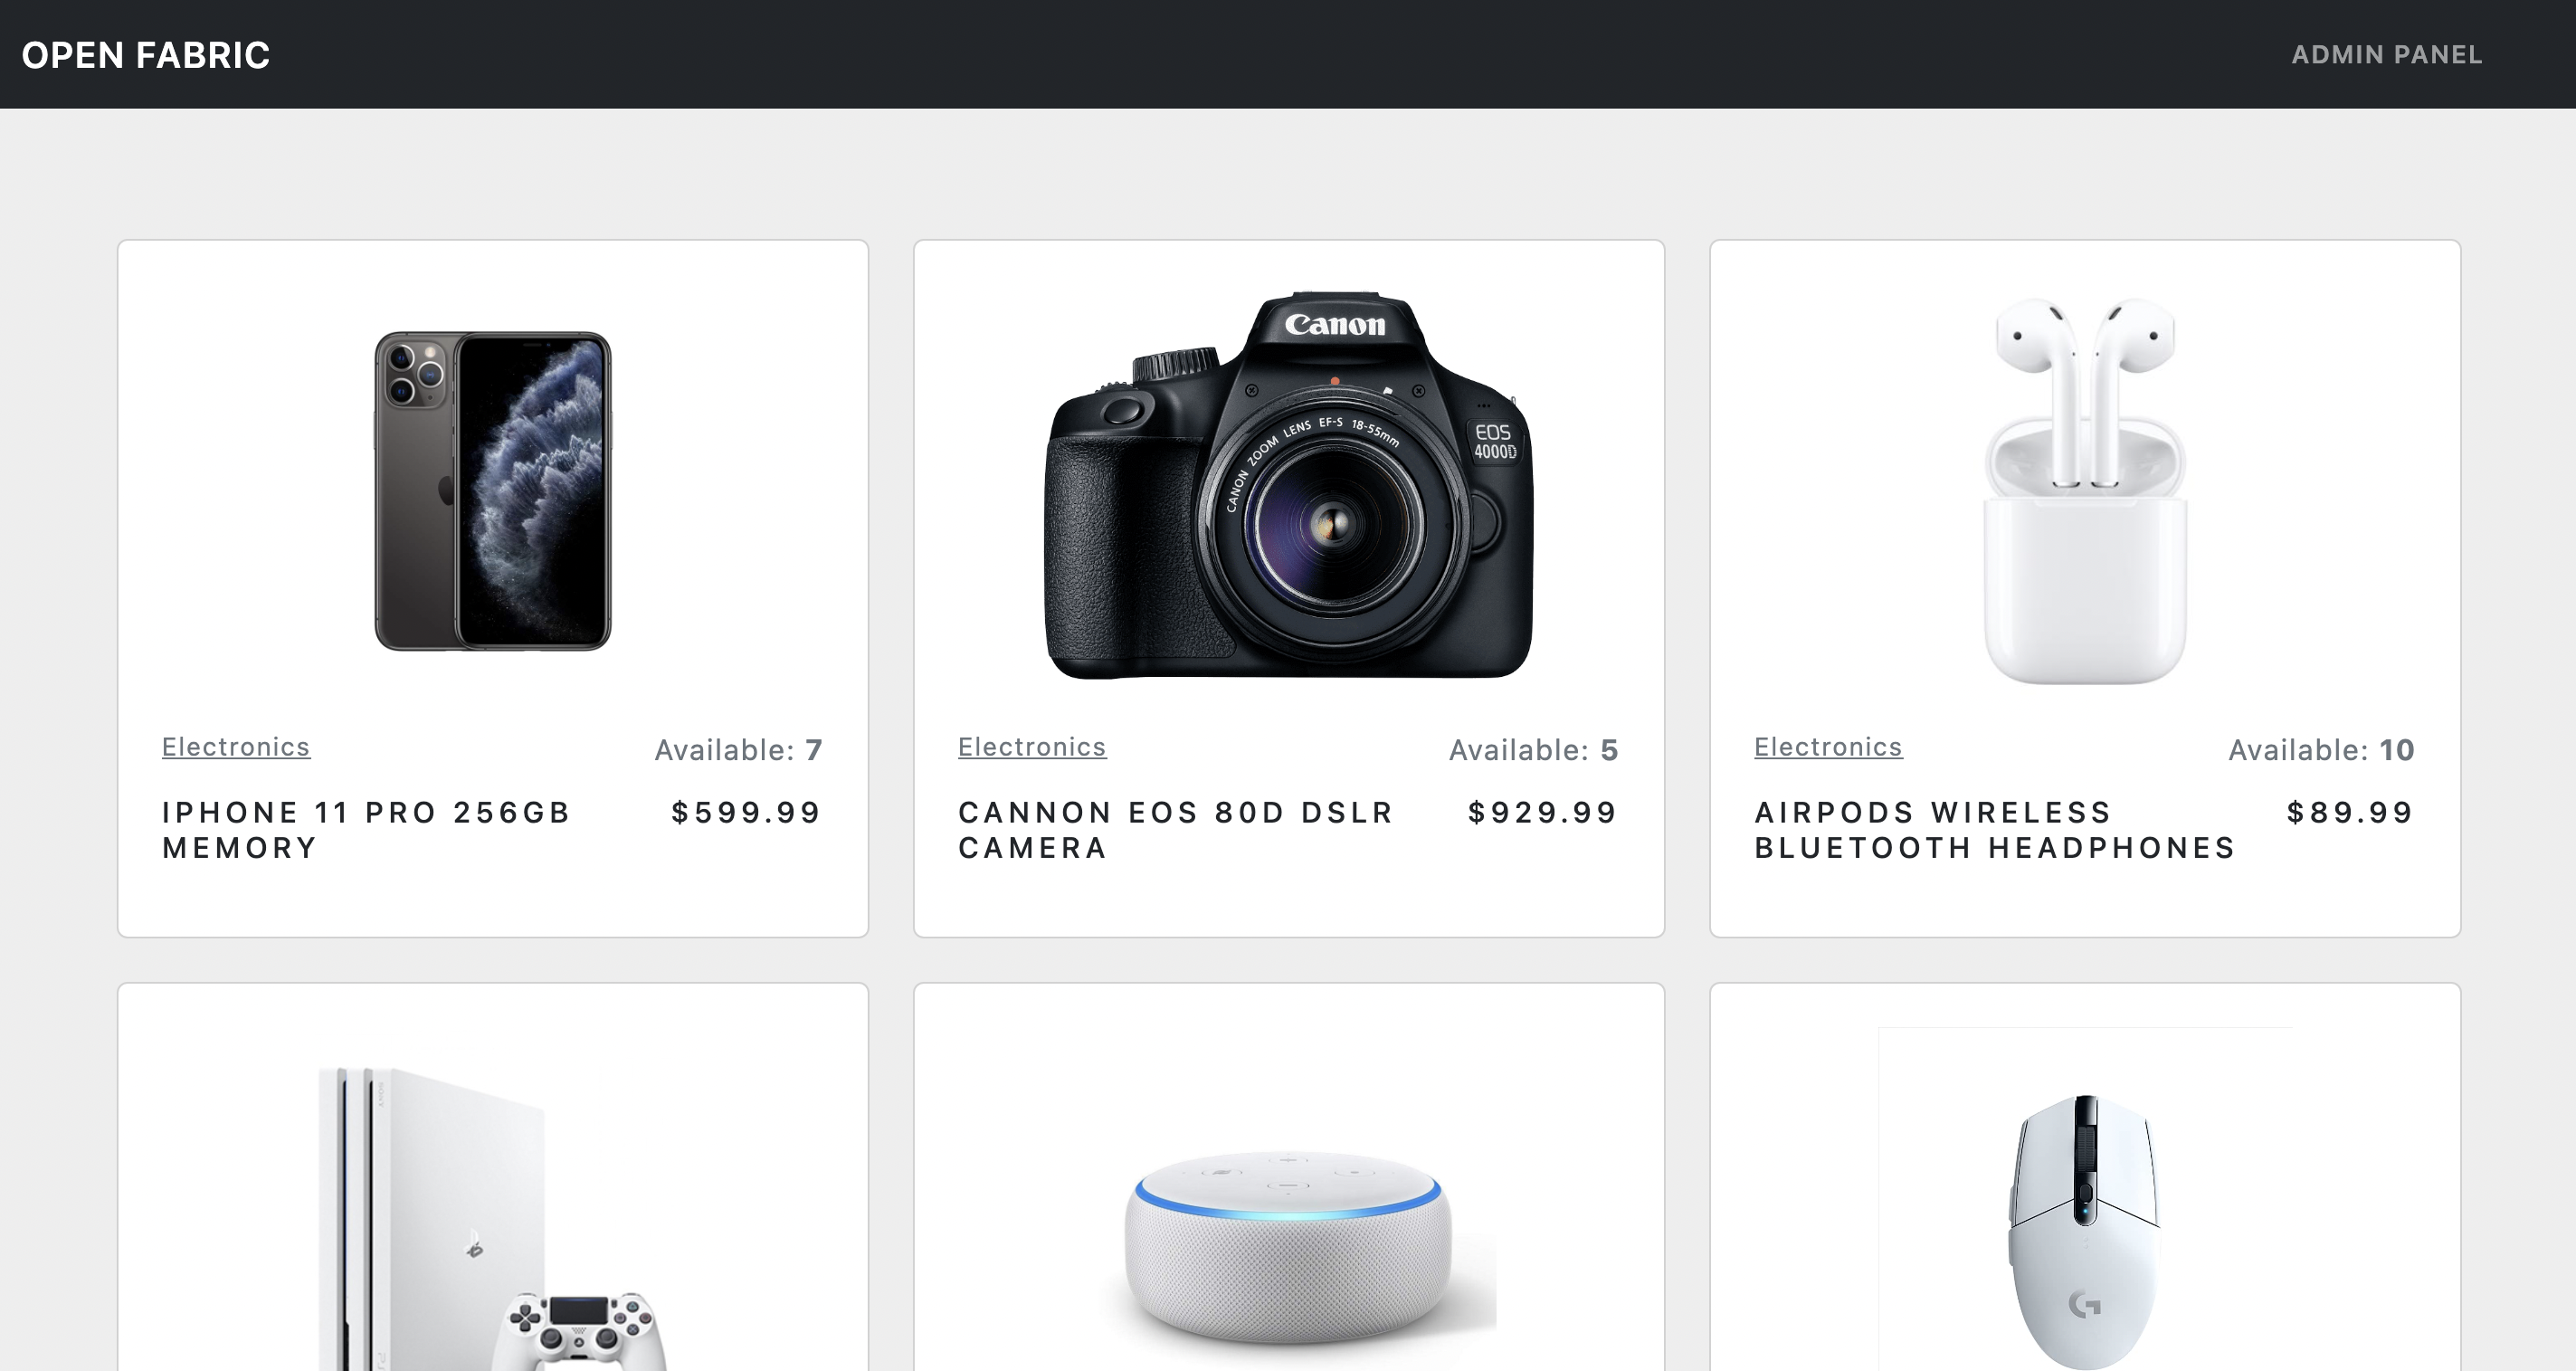 OPEN FABRIC
ADMIN PANEL
Canon
CANON ZOOM LENS EF-S 18-55mm
EOS
4000D
Electronics
Available: 7
IPHONE 11 PRO 256GB
MEMORY
$599.99
Electronics
Available: 5
CANNON EOS 80D DSLR
CAMERA
$929.99
Electronics
Available: 10
AIRPODS WIRELESS
BLUETOOTH HEADPHONES
$89.99
SONY